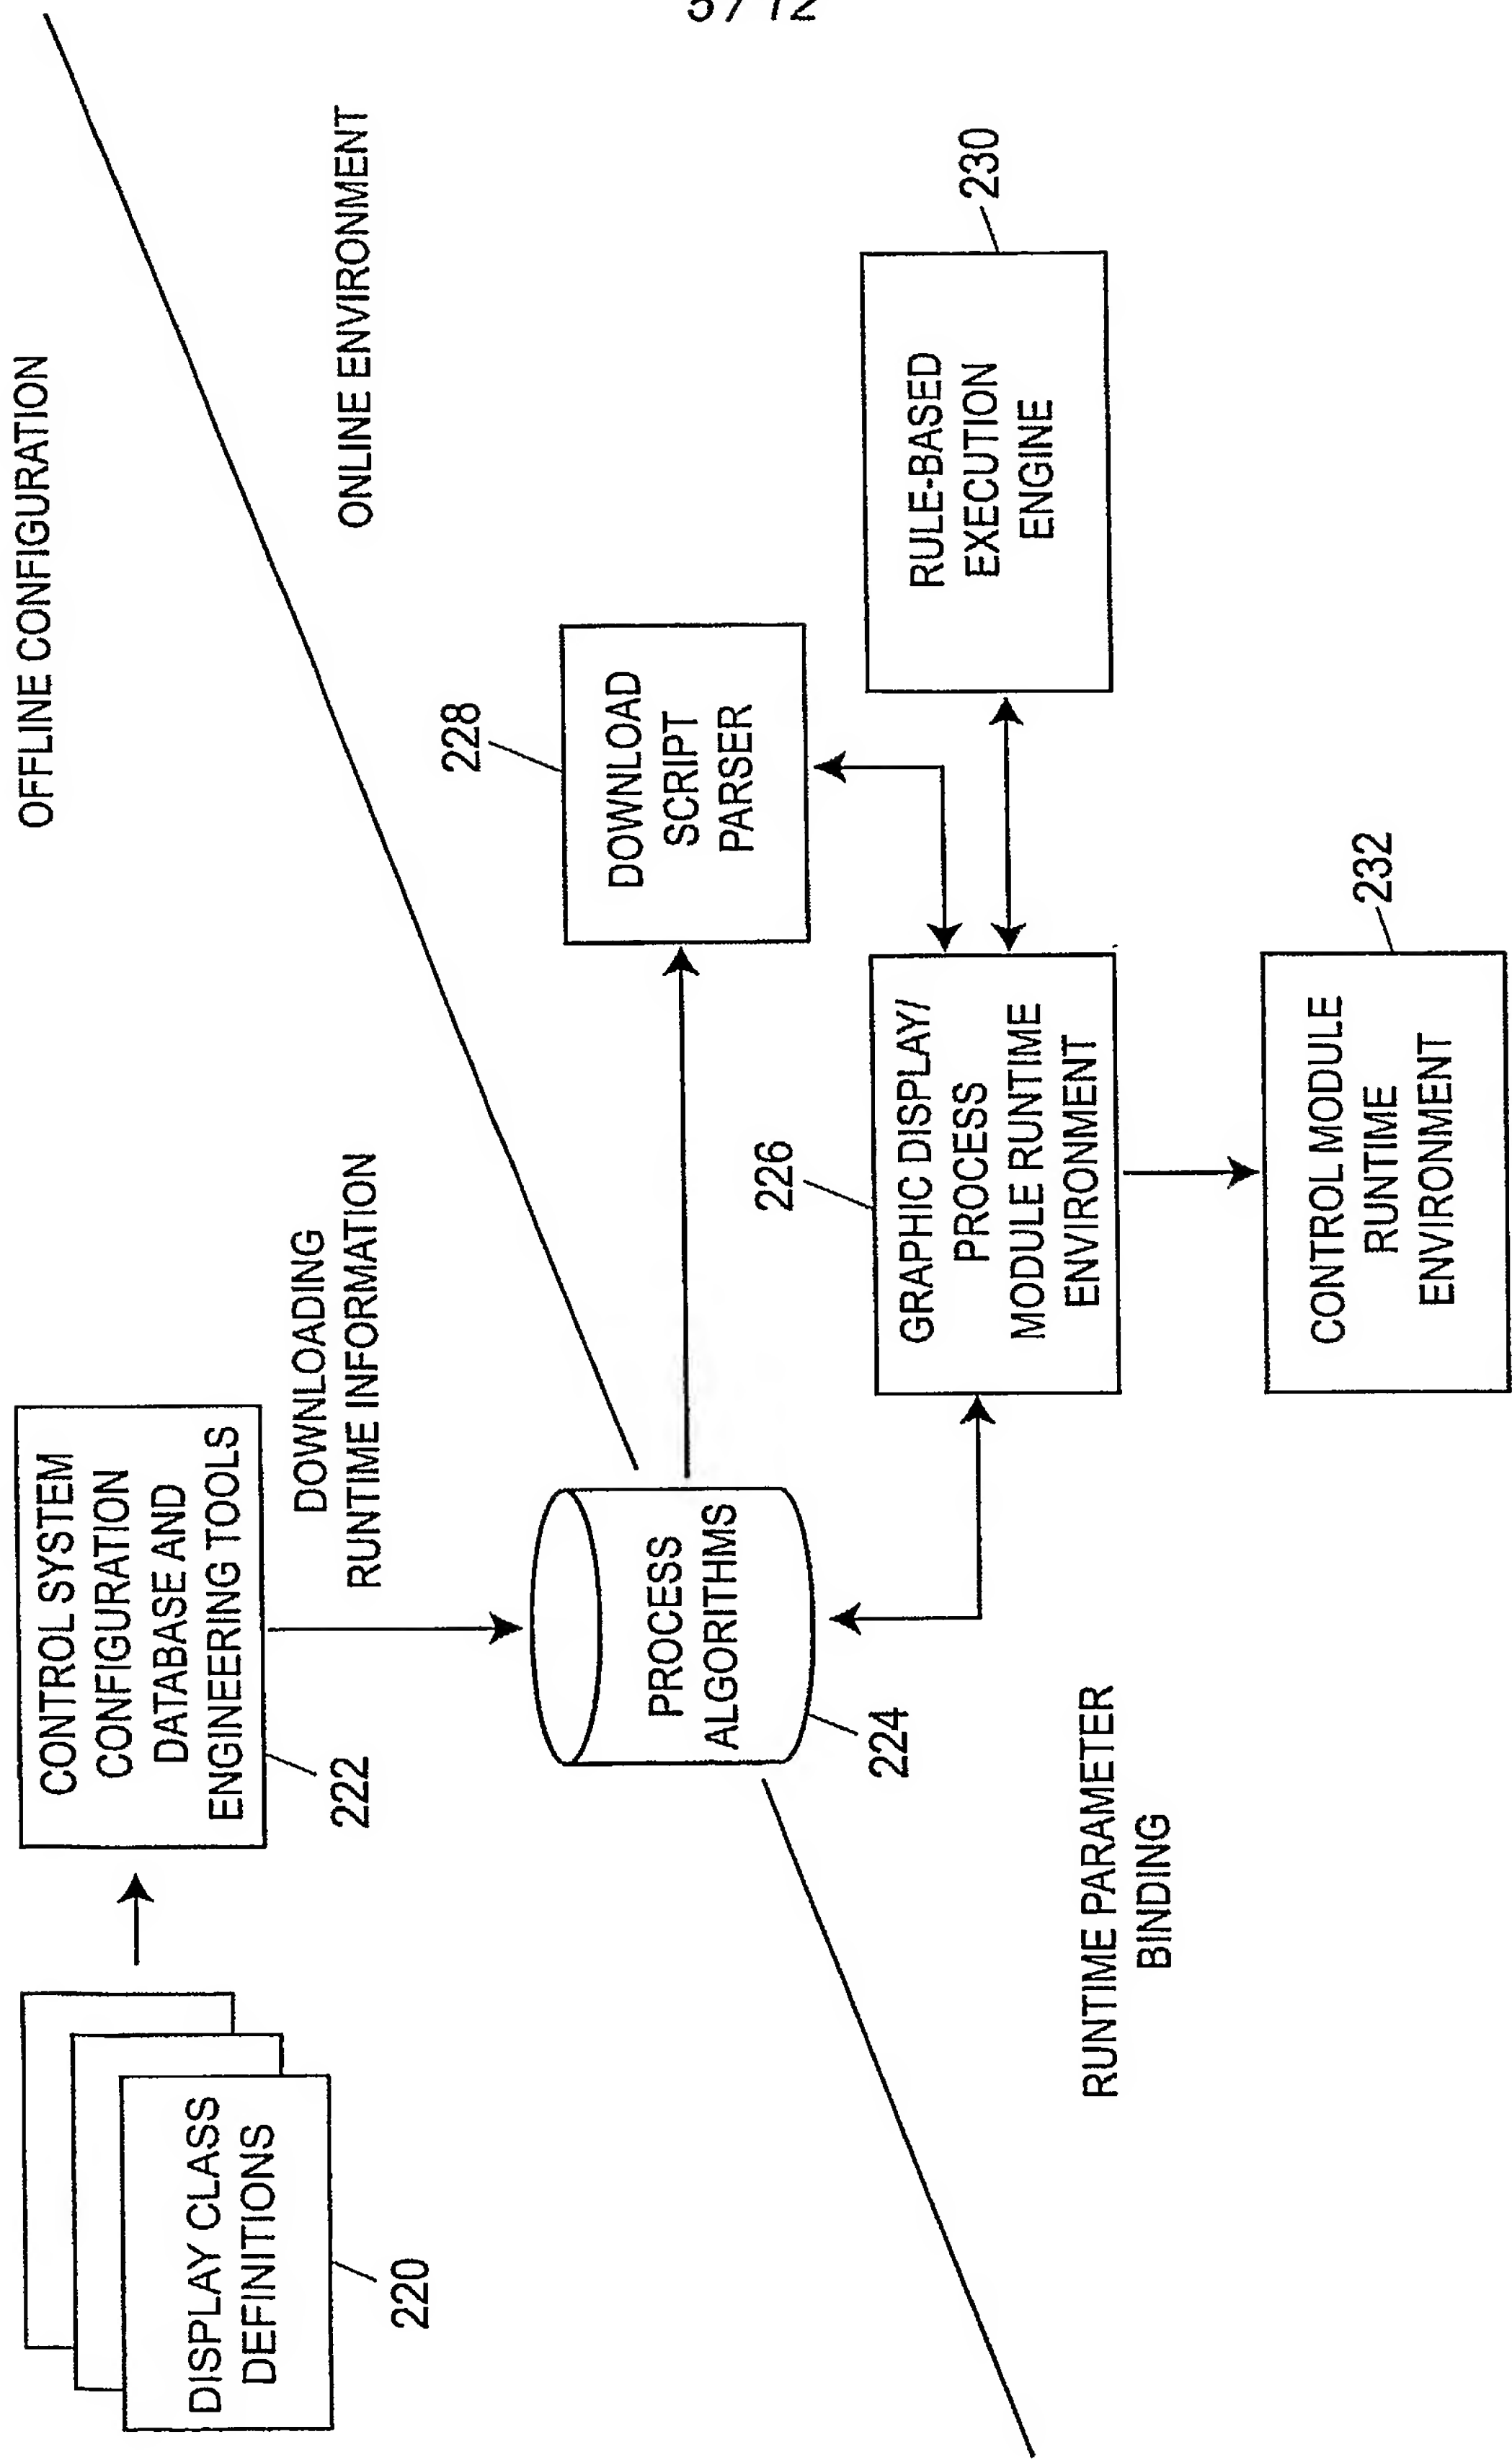 5 / 12
OFFLINE CONFIGURATION
ONLINE ENVIRONMENT
DISPLAY CLASS
DEFINITIONS
220
CONTROL SYSTEM
CONFIGURATION
DATABASE AND
ENGINEERING TOOLS
222
DOWNLOADING
RUNTIME INFORMATION
PROCESS
ALGORITHMS
224
228
DOWNLOAD
SCRIPT
PARSER
226
GRAPHIC DISPLAY/
PROCESS
MODULE RUNTIME
ENVIRONMENT
230
RULE-BASED
EXECUTION
ENGINE
RUNTIME PARAMETER
BINDING
232
CONTROL MODULE
RUNTIME
ENVIRONMENT